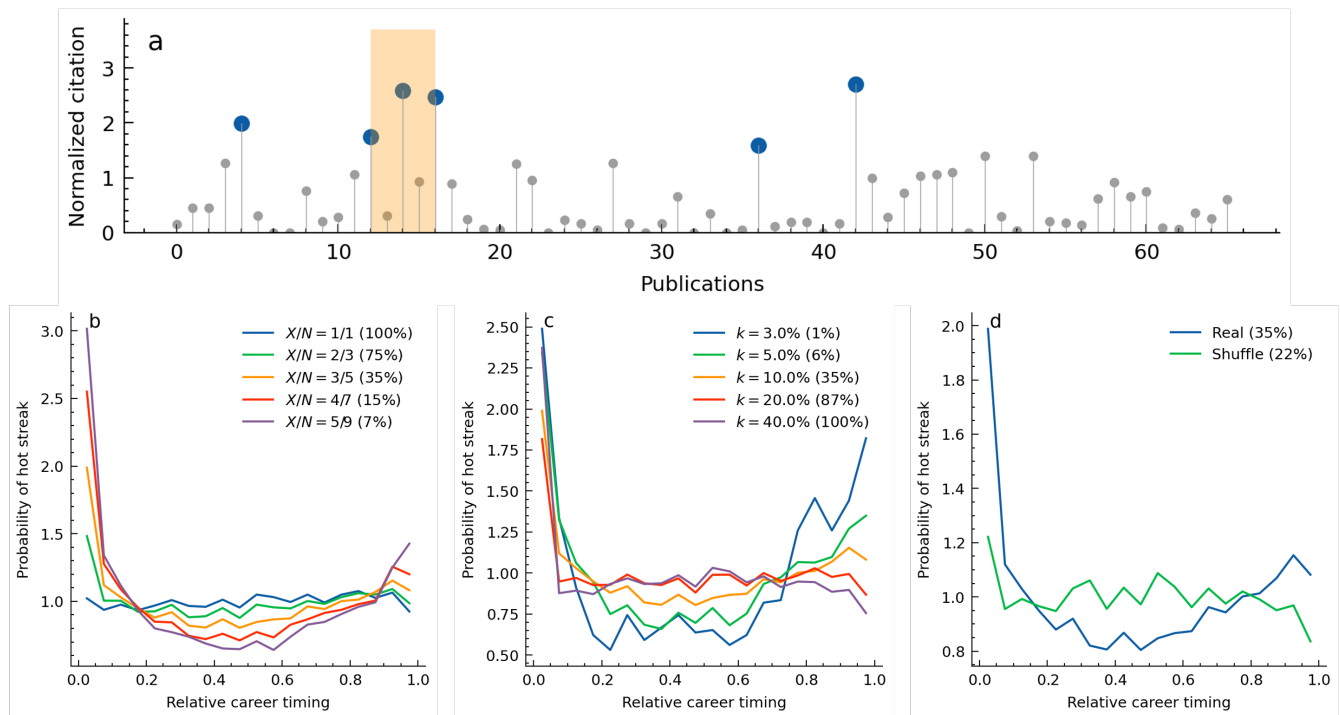 a
Normalized citation
3
2
1
0
0 10 20 30 40 50 60
Publications
b
Probability of hot streak
3.0
2.5
2.0
1.5
1.0
X/N = 1/1 (100%)
X/N = 2/3 (75%)
X/N = 3/5 (35%)
X/N = 4/7 (15%)
X/N = 5/9 (7%)
0.0 0.2 0.4 0.6 0.8 1.0
Relative career timing
c
Probability of hot streak
2.50
2.25
2.00
1.75
1.50
1.25
1.00
0.75
0.50
k = 3.0% (1%)
k = 5.0% (6%)
k = 10.0% (35%)
k = 20.0% (87%)
k = 40.0% (100%)
0.0 0.2 0.4 0.6 0.8 1.0
Relative career timing
d
Probability of hot streak
2.0
1.8
1.6
1.4
1.2
1.0
0.8
Real (35%)
Shuffle (22%)
0.0 0.2 0.4 0.6 0.8 1.0
Relative career timing